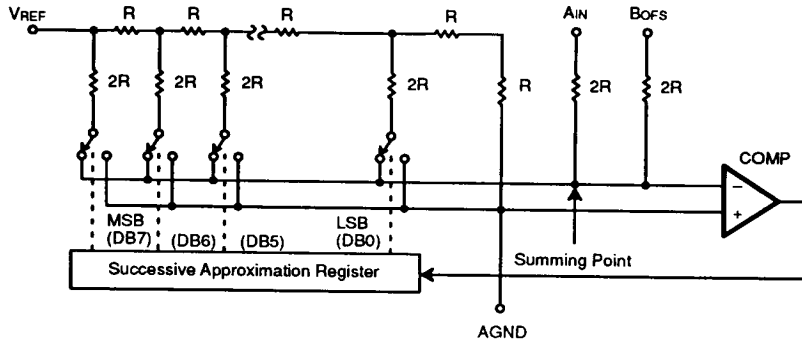 VREF R R R R AIN BOFS
2R 2R 2R 2R R 2R 2R
COMP
−
+
MSB (DB7) (DB6) (DB5) LSB (DB0)
Successive Approximation Register
Summing Point
AGND